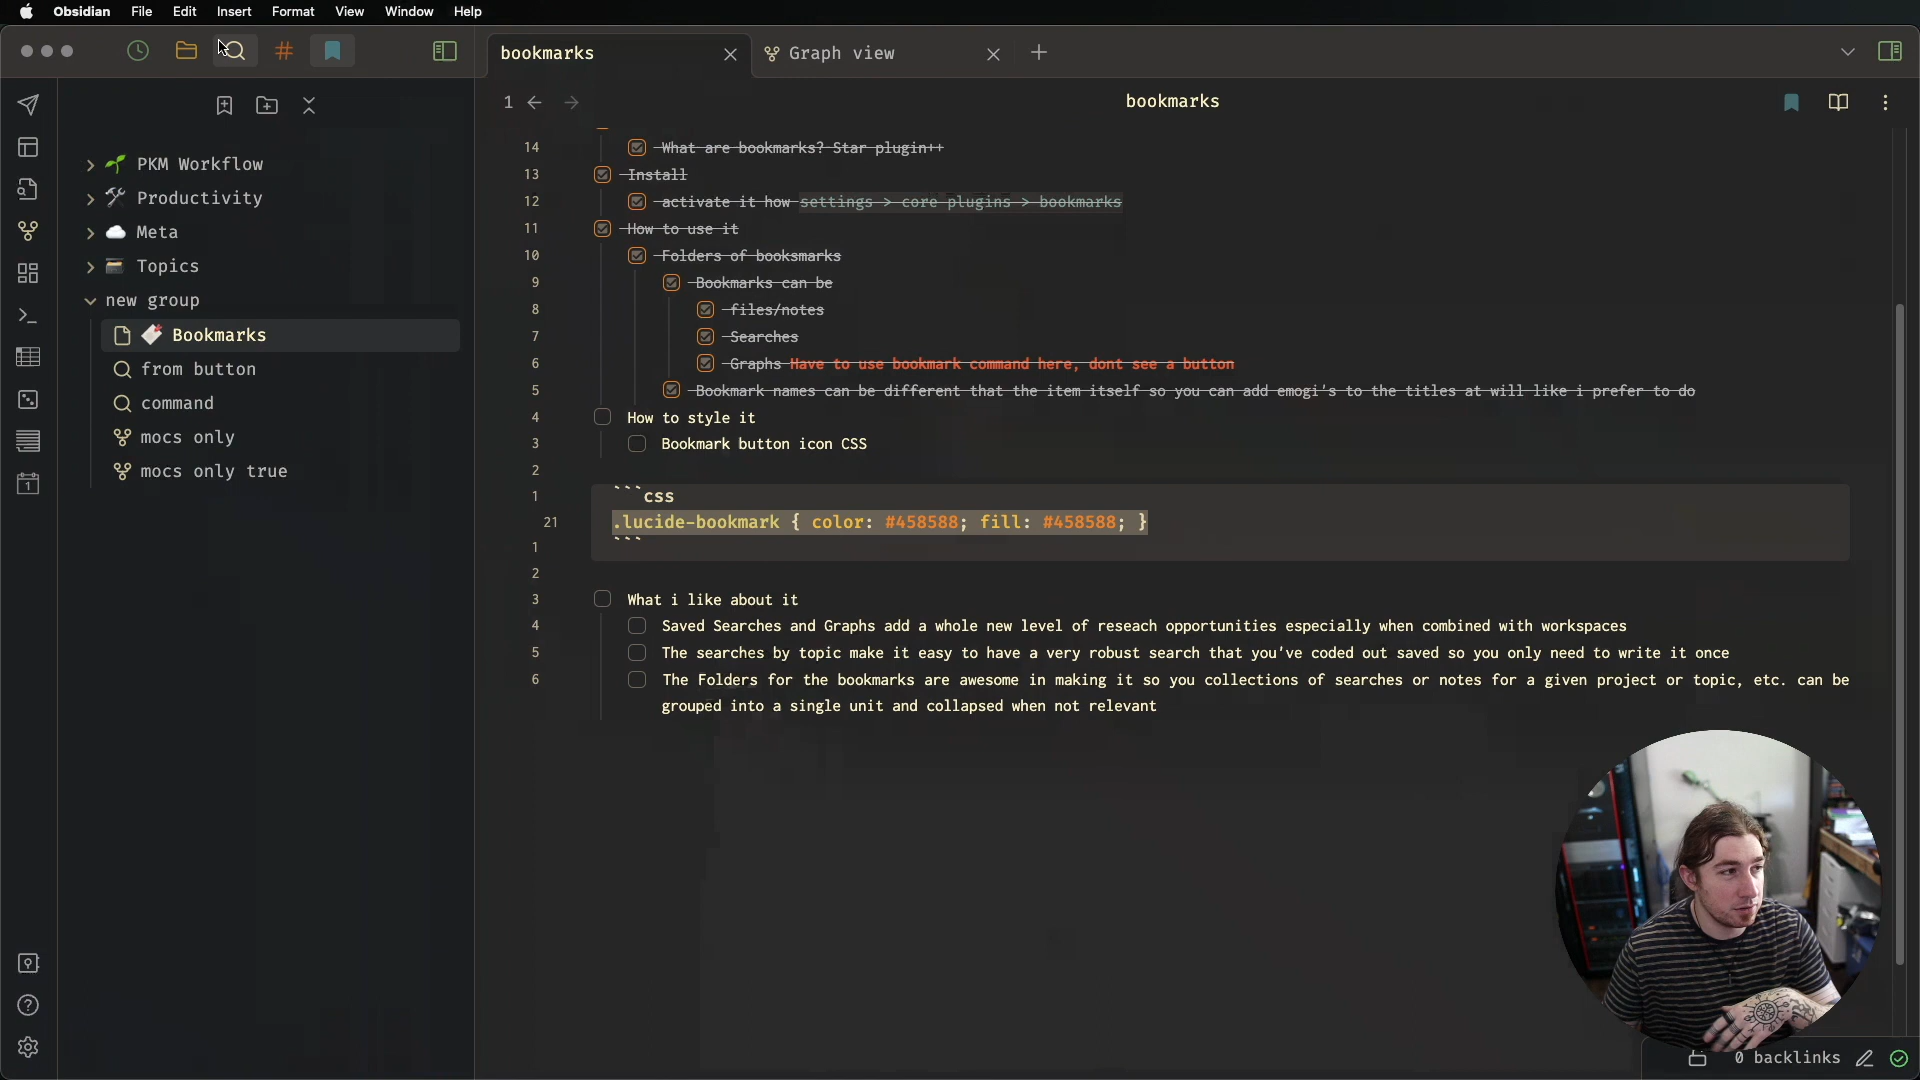 Obsidian File Edit Insert Format View Window Help
bookmarks
Graph view
1
bookmarks
PKM Workflow
Productivity
Meta
Topics
new group
Bookmarks
from button
command
mocs only
mocs only true
14 What are bookmarks? Star plugin++
13 Install
12 activate it how settings > core plugins > bookmarks
11 How to use it
10 Folders of booksmarks
9 Bookmarks can be
8 files/notes
7 Searches
6 Graphs Have to use bookmark command here, dont see a button
5 Bookmark names can be different that the item itself so you can add emogi's to the titles at will like i prefer to do
4 How to style it
3 Bookmark button icon CSS
2
1 ```css
21 .lucide-bookmark { color: #458588; fill: #458588; }
1 ```
2
3 What i like about it
4 Saved Searches and Graphs add a whole new level of reseach opportunities especially when combined with workspaces
5 The searches by topic make it easy to have a very robust search that you've coded out saved so you only need to write it once
6 The Folders for the bookmarks are awesome in making it so you collections of searches or notes for a given project or topic, etc. can be
grouped into a single unit and collapsed when not relevant
1
0 backlinks